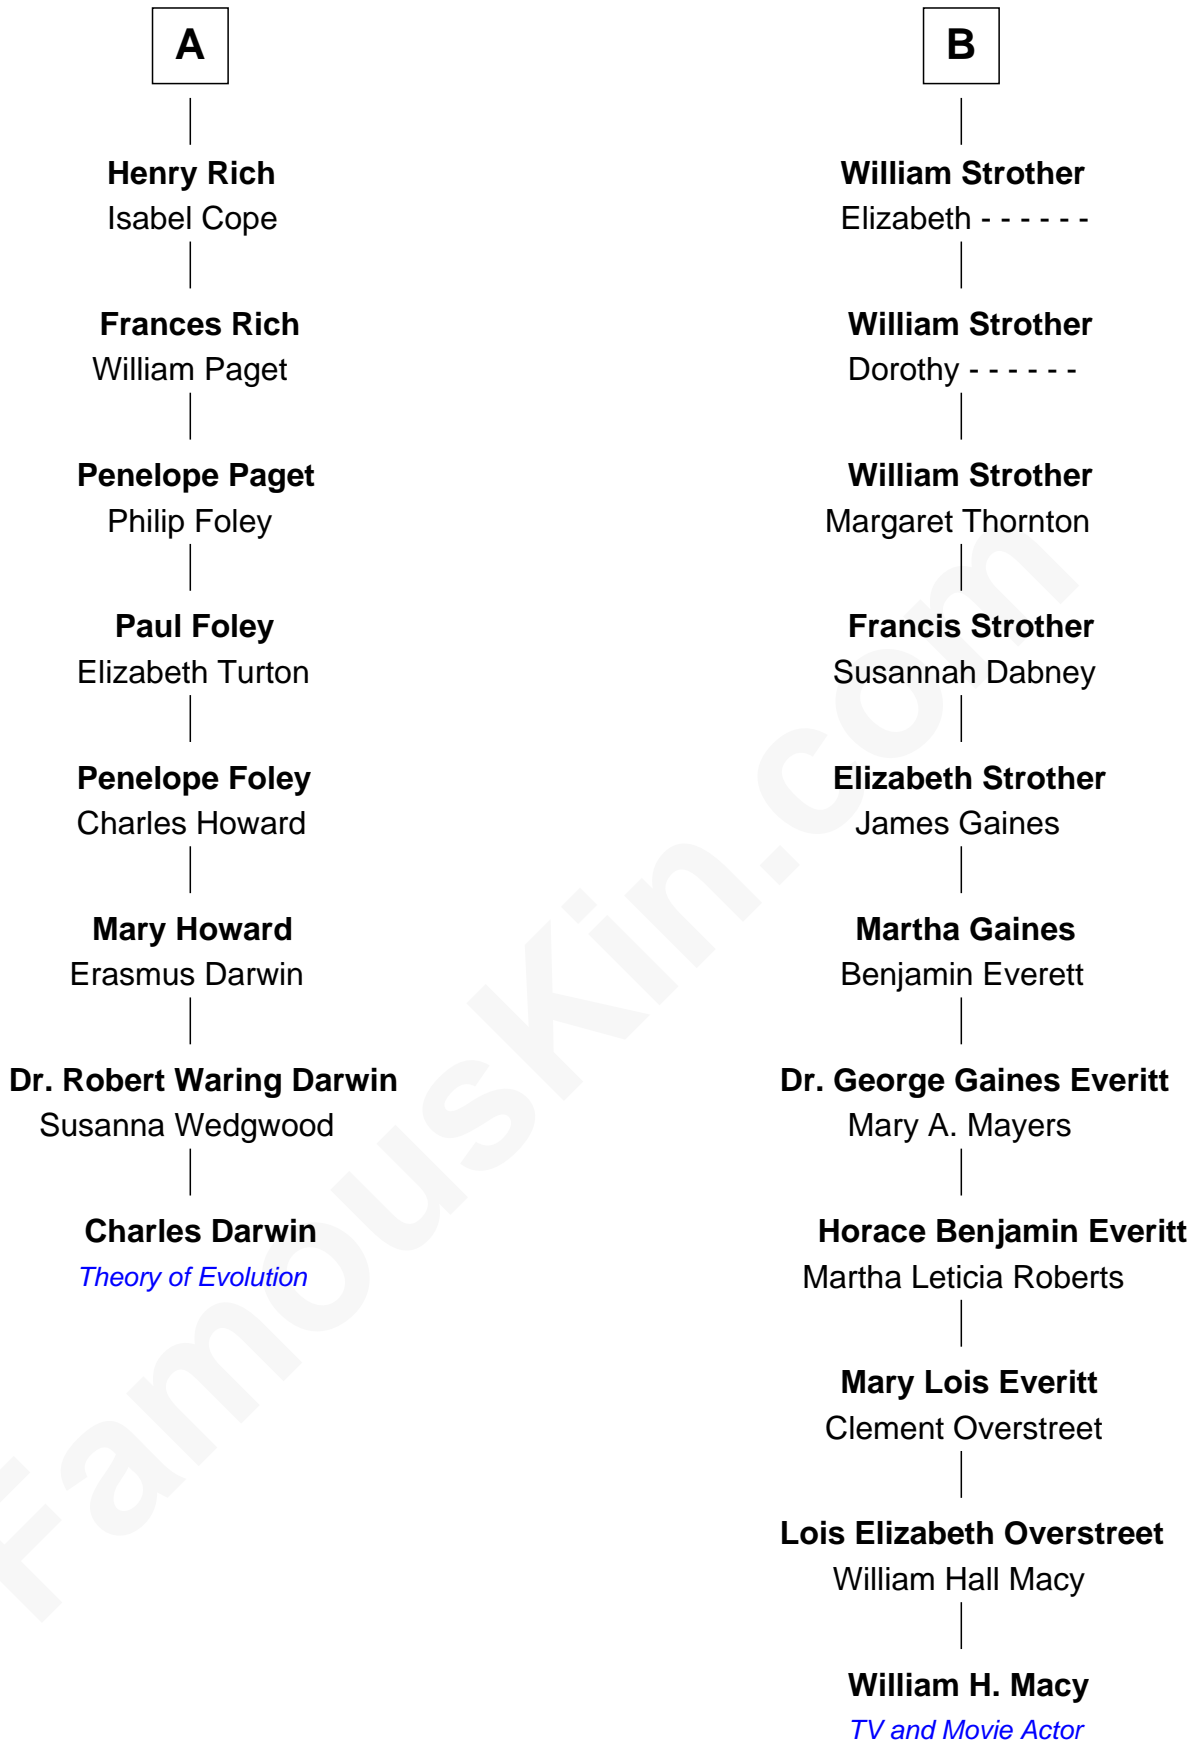 A
Henry Rich
Isabel Cope
Frances Rich
William Paget
Penelope Paget
Philip Foley
Paul Foley
Elizabeth Turton
Penelope Foley
Charles Howard
Mary Howard
Erasmus Darwin
Dr. Robert Waring Darwin
Susanna Wedgwood
Charles Darwin
Theory of Evolution
B
William Strother
Elizabeth - - - - - -
William Strother
Dorothy - - - - - -
William Strother
Margaret Thornton
Francis Strother
Susannah Dabney
Elizabeth Strother
James Gaines
Martha Gaines
Benjamin Everett
Dr. George Gaines Everitt
Mary A. Mayers
Horace Benjamin Everitt
Martha Leticia Roberts
Mary Lois Everitt
Clement Overstreet
Lois Elizabeth Overstreet
William Hall Macy
William H. Macy
TV and Movie Actor
FamousKin.com